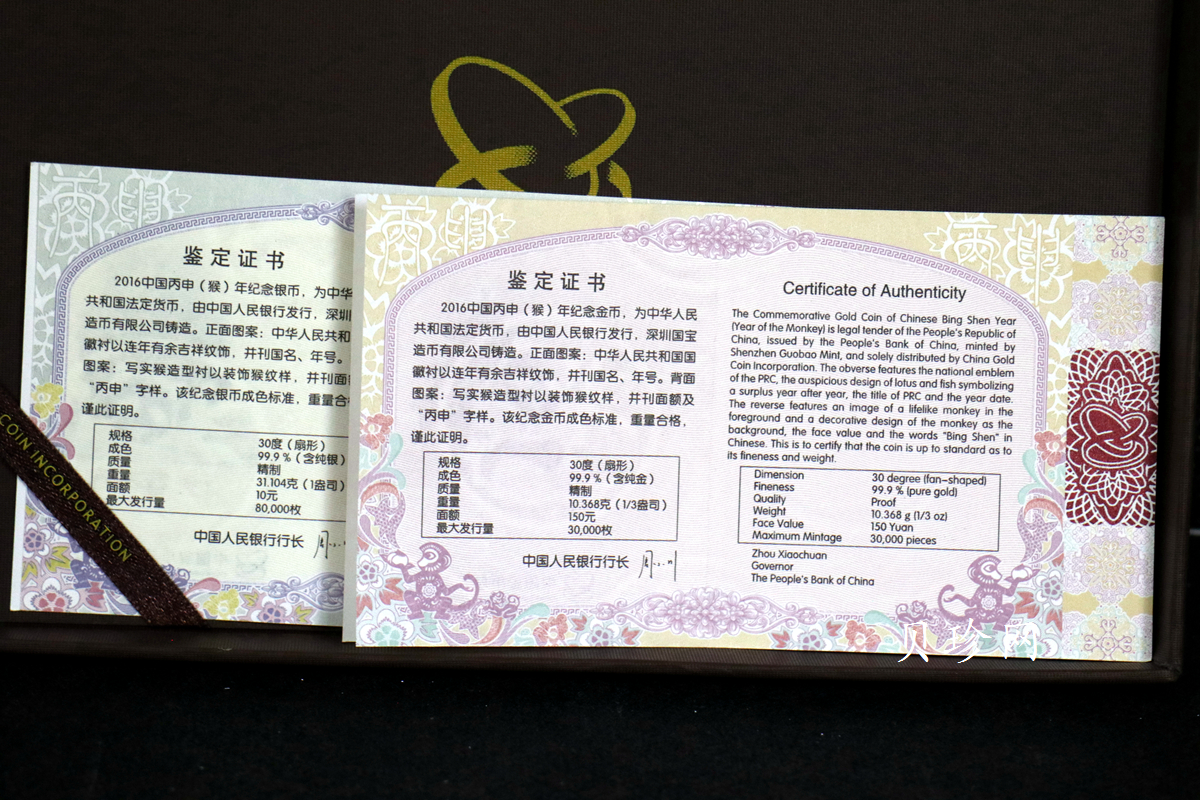 鉴定证书
2016中国丙申（猴）年纪念银币，为中华
共和国法定货币，由中国人民银行发行，深圳
造币有限公司铸造。正面图案：中华人民共和
徽衬以连年有余吉祥纹饰，并刊国名、年号。
图案：写实猴造型衬以装饰猴纹样，并刊面
“丙申”字样。该纪念银币成色标准，重量合
谨此证明。
规格 30度（扇形）
成色 99.9%（含纯银）
质量 精制
重量 31.104克（1盎司）
面额 10元
最大发行量 80,000枚
中国人民银行行长
COIN INCORPORATION
鉴定证书
2016中国丙申（猴）年纪念金币，为中华人民
共和国法定货币，由中国人民银行发行，深圳国宝
造币有限公司铸造。正面图案：中华人民共和国国
徽衬以连年有余吉祥纹饰，并刊国名、年号。背面
图案：写实猴造型衬以装饰猴纹样，并刊面额及
“丙申”字样。该纪念金币成色标准，重量合格，
谨此证明。
规格 30度（扇形）
成色 99.9%（含纯金）
质量 精制
重量 10.368克（1/3盎司）
面额 150元
最大发行量 30,000枚
中国人民银行行长
Certificate of Authenticity
The Commemorative Gold Coin of Chinese Bing Shen Year
(Year of the Monkey) is legal tender of the People's Republic of
China, issued by the People's Bank of China, minted by
Shenzhen Guobao Mint, and solely distributed by China Gold
Coin Incorporation. The obverse features the national emblem
of the PRC, the auspicious design of lotus and fish symbolizing
a surplus year after year, the title of PRC and the year date.
The reverse features an image of a lifelike monkey in the
foreground and a decorative design of the monkey as the
background, the face value and the words "Bing Shen" in
Chinese. This is to certify that the coin is up to standard as to
its fineness and weight.
Dimension 30 degree (fan-shaped)
Fineness 99.9 % (pure gold)
Quality Proof
Weight 10.368 g (1/3 oz)
Face Value 150 Yuan
Maximum Mintage 30,000 pieces
Zhou Xiaochuan
Governor
The People's Bank of China
贝珍网